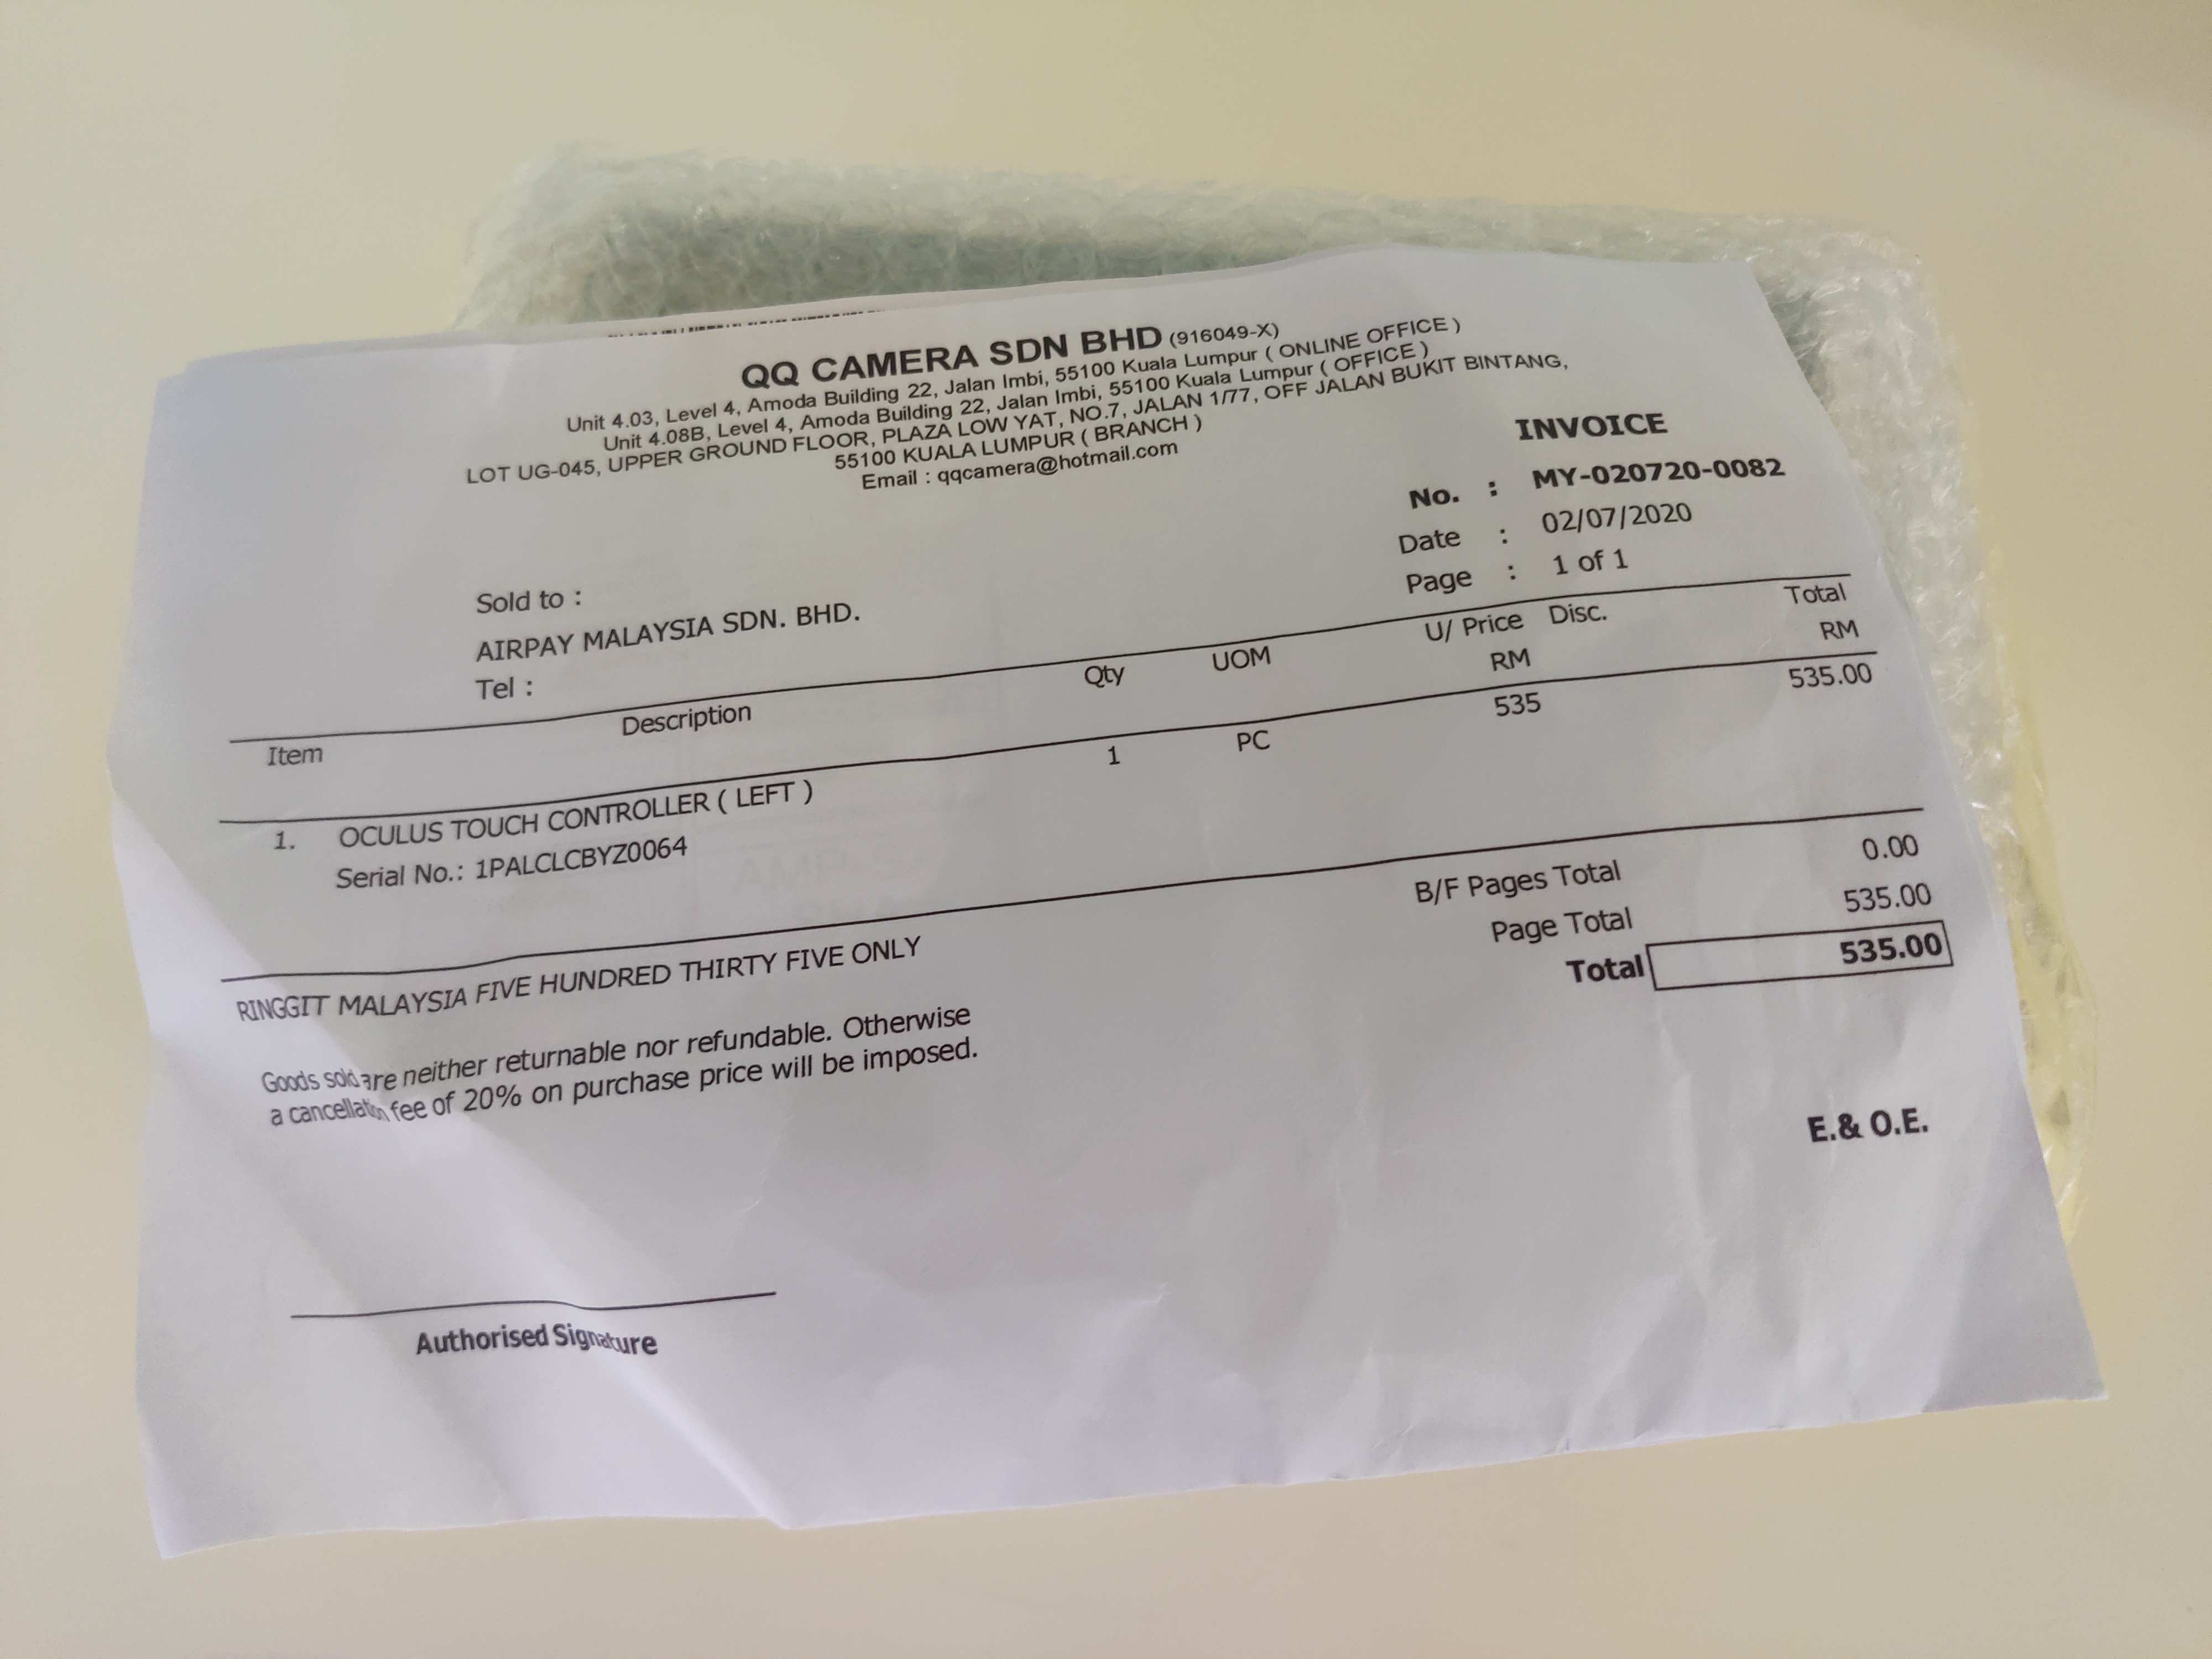 QQ CAMERA SDN BHD (916049-X)
Unit 4.03, Level 4, Amoda Building 22, Jalan Imbi, 55100 Kuala Lumpur ( ONLINE OFFICE )
Unit 4.08B, Level 4, Amoda Building 22, Jalan Imbi, 55100 Kuala Lumpur ( OFFICE )
LOT UG-045, UPPER GROUND FLOOR, PLAZA LOW YAT, NO.7, JALAN 1/77, OFF JALAN BUKIT BINTANG,
55100 KUALA LUMPUR ( BRANCH )
Email : qqcamera@hotmail.com
INVOICE
No. : MY-020720-0082
Date : 02/07/2020
Page : 1 of 1
Sold to :
AIRPAY MALAYSIA SDN. BHD.
Tel :
Item Description Qty UOM U/ Price Disc. Total
RM RM
1. OCULUS TOUCH CONTROLLER ( LEFT ) 1 PC 535 535.00
Serial No.: 1PALCLCBYZ0064
B/F Pages Total 0.00
Page Total 535.00
Total 535.00
RINGGIT MALAYSIA FIVE HUNDRED THIRTY FIVE ONLY
Goods sold are neither returnable nor refundable. Otherwise
a cancellation fee of 20% on purchase price will be imposed.
E.& O.E.
Authorised Signature